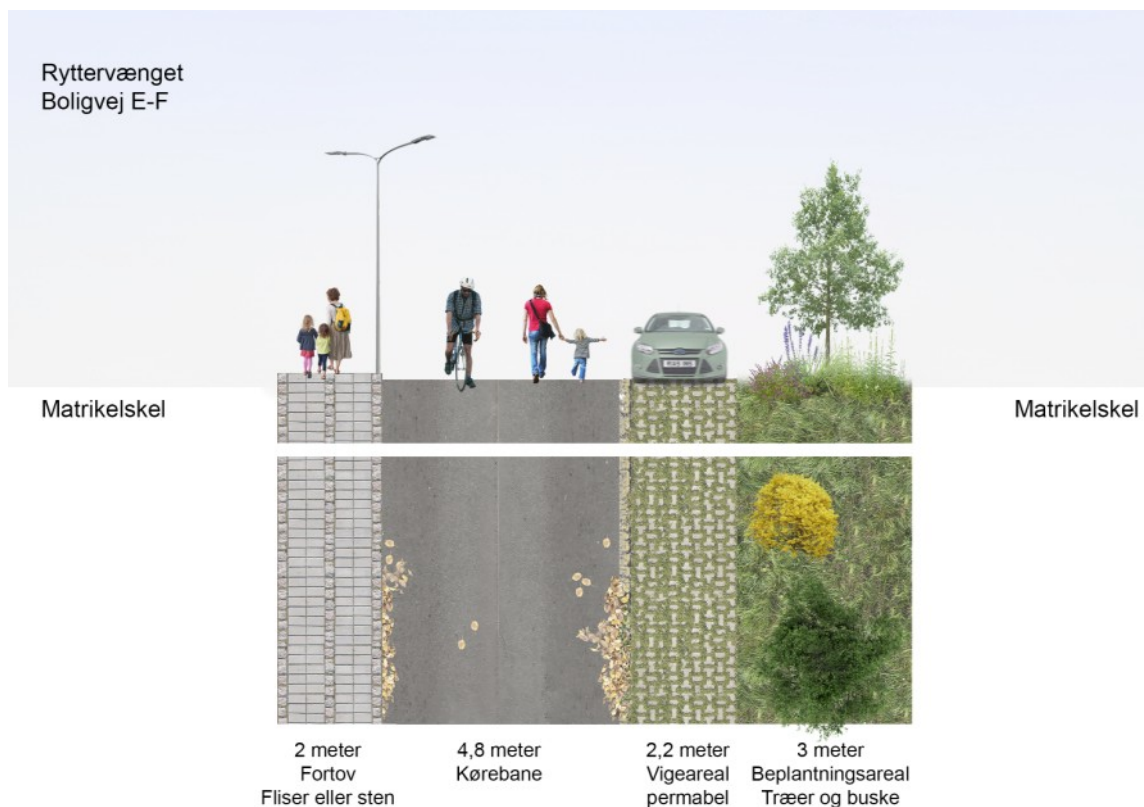 Ryttervænget
Boligvej E-F
Matrikelskel
Matrikelskel
2 meter
Fortov
Fliser eller sten
4,8 meter
Kørebane
2,2 meter
Vigeareal
permabel
3 meter
Beplantningsareal
Træer og buske